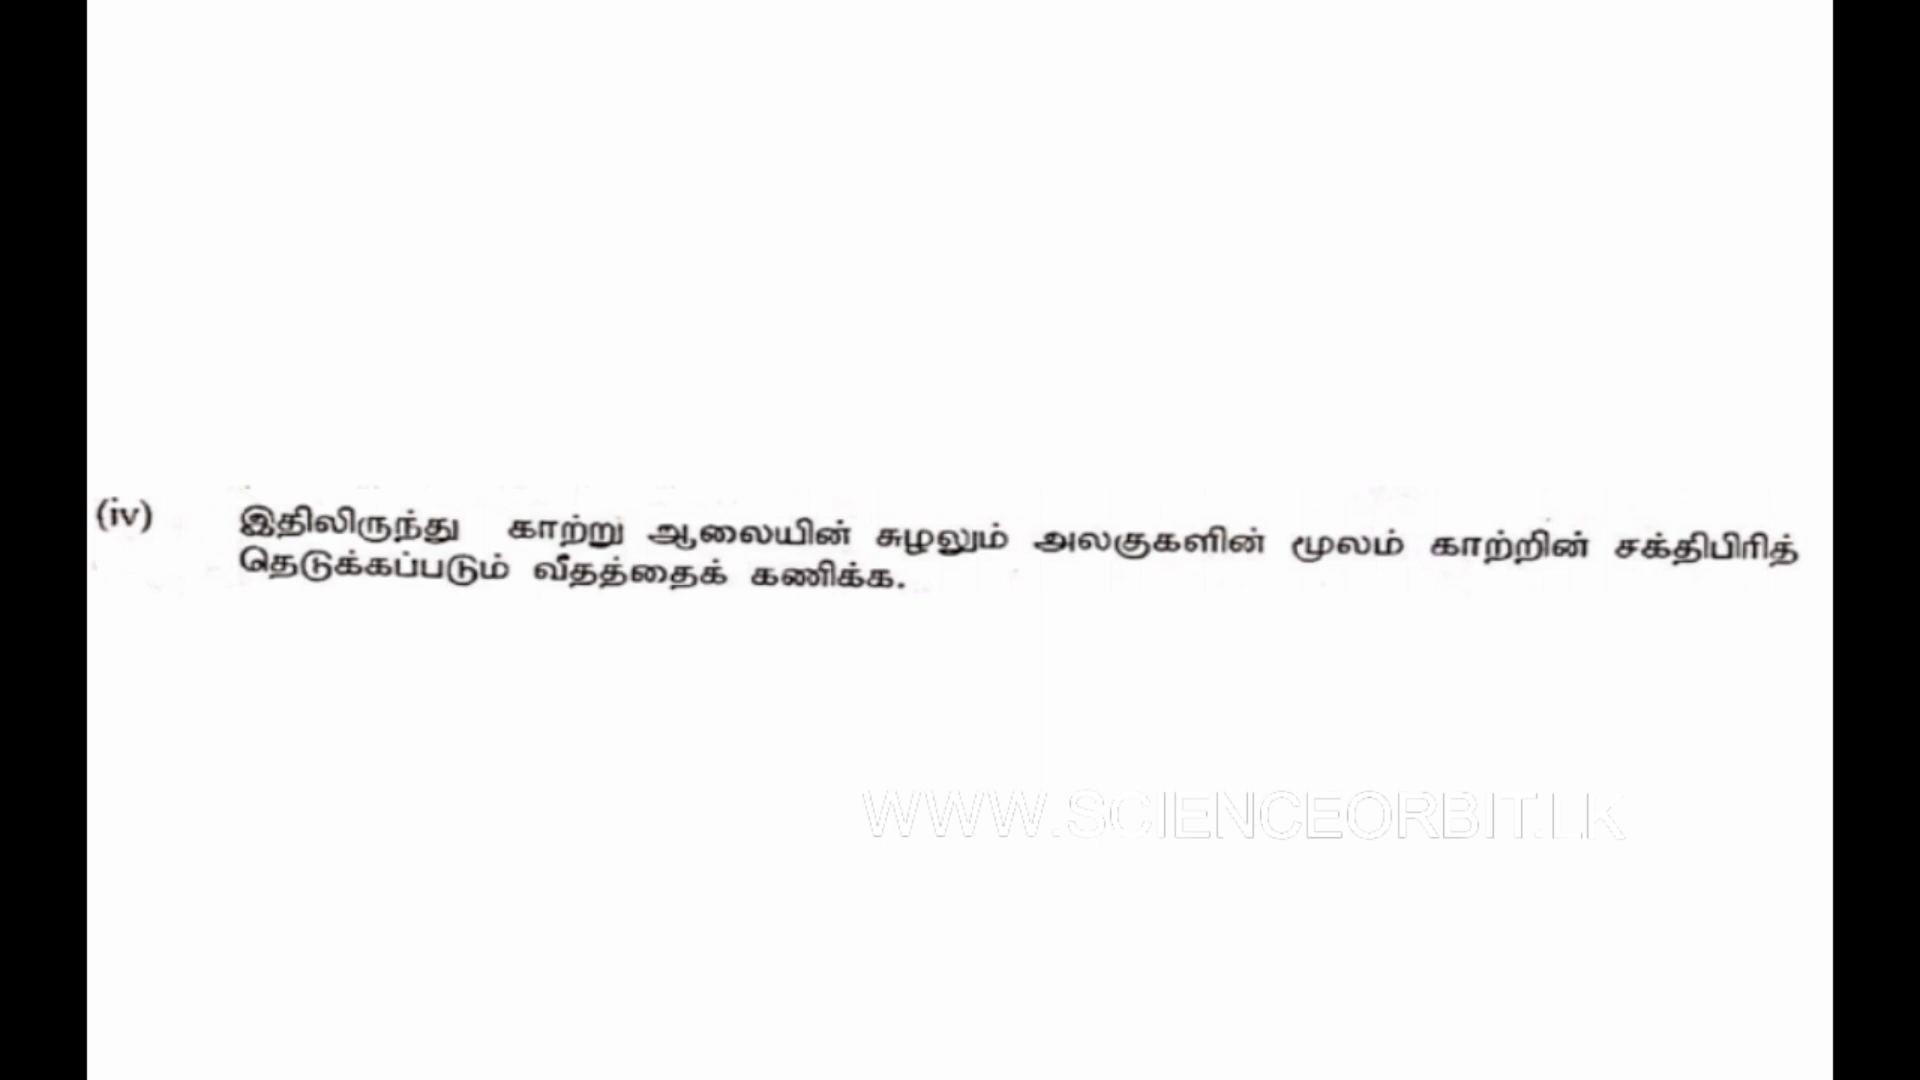 (iv) இதிலிருந்து காற்று ஆலையின் சுழலும் அலகுகளின் மூலம் காற்றின் சக்திபிரித்
தெடுக்கப்படும் வீதத்தைக் கணிக்க.
WWW.SCIENCEORBIT.LK